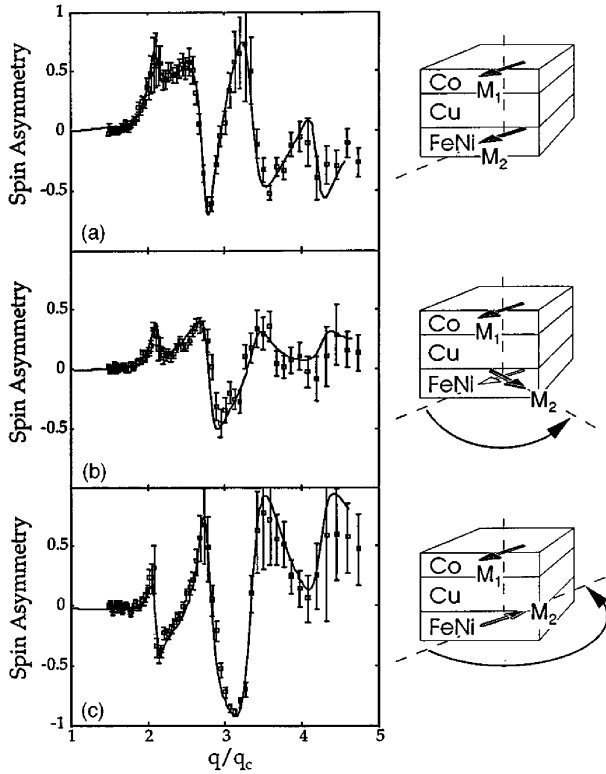 Spin Asymmetry
1
0.5
0
-0.5
(a)
Co
M1
Cu
FeNi
M2
Spin Asymmetry
0.5
0
-0.5
(b)
Co
M1
Cu
FeNi
M2
Spin Asymmetry
0.5
0
-0.5
-1
(c)
Co
M1
Cu
FeNi
M2
1 2 3 4 5
q/qc